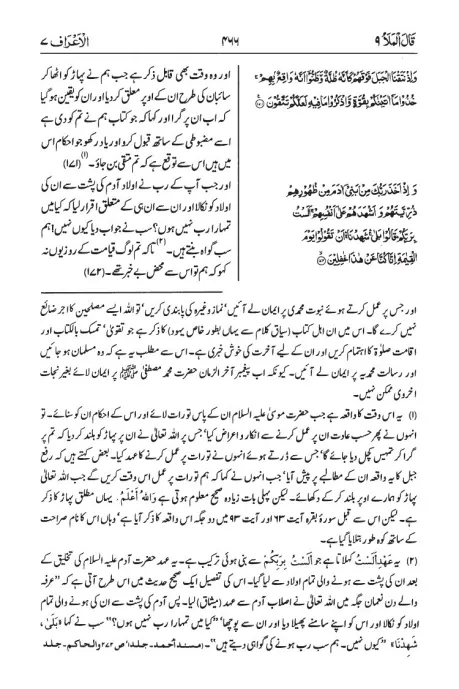 قَالَ الْمَلَأُ ٩
٤٦٦
الْأَعْرَاف ٧
وَإِذْ نَتَقْنَا الْجَبَلَ فَوْقَهُمْ كَأَنَّهُ ظُلَّةٌ وَظَنُّوا أَنَّهُ وَاقِعٌ بِهِمْ
خُذُوا مَا آتَيْنَاكُمْ بِقُوَّةٍ وَاذْكُرُوا مَا فِيهِ لَعَلَّكُمْ تَتَّقُونَ
وَإِذْ أَخَذَ رَبُّكَ مِنْ بَنِي آدَمَ مِنْ ظُهُورِهِمْ
ذُرِّيَّتَهُمْ وَأَشْهَدَهُمْ عَلَى أَنْفُسِهِمْ أَلَسْتُ
بِرَبِّكُمْ قَالُوا بَلَى شَهِدْنَا أَنْ تَقُولُوا يَوْمَ
الْقِيَامَةِ إِنَّا كُنَّا عَنْ هَذَا غَافِلِينَ
اور وہ وقت بھی قابل ذکر ہے جب ہم نے پہاڑ کو اٹھا کر
سائبان کی طرح ان کے اوپر معلق کر دیا اور ان کو یقین ہو گیا
کہ اب ان پر گرا اور کہا کہ جو کتاب ہم نے تم کو دی ہے
اسے مضبوطی کے ساتھ قبول کرو اور یاد رکھو جو احکام اس
میں ہیں اس سے توقع ہے کہ تم متقی بن جاؤ۔(۱) (۱۷۱)
اور جب آپ کے رب نے اولاد آدم کی پشت سے ان کی
اولاد کو نکالا اور ان سے ان ہی کے متعلق اقرار لیا کہ کیا میں
تمہارا رب نہیں ہوں؟ سب نے جواب دیا کیوں نہیں! ہم
سب گواہ بنتے ہیں۔(۲) تاکہ تم لوگ قیامت کے روز یوں نہ
کہو کہ ہم تو اس سے محض بے خبر تھے۔ (۱۷۲)
اور جس پر عمل کرتے ہوئے نبوت محمدی پر ایمان لے آئیں، نماز وغیرہ کی پابندی کریں، تو اللہ ایسے مصلحین کا اجر ضائع
نہیں کرے گا۔ اس میں ان اہل کتاب (سیاق کلام سے یہاں بطور خاص یہود) کا ذکر ہے جو تقویٰ، تمسک بالکتاب اور
اقامت صلوٰة کا اہتمام کریں اور ان کے لیے آخرت کی خوش خبری ہے۔ اس سے مطلب یہ ہے کہ وہ مسلمان ہو جائیں
اور رسالت محمدیہ پر ایمان لے آئیں۔ کیونکہ اب پیغمبر آخر الزمان حضرت محمد مصطفیٰ ﷺ پر ایمان لائے بغیر نجات
اخروی ممکن نہیں۔
(۱) یہ اس وقت کا واقعہ ہے جب حضرت موسیٰ علیہ السلام ان کے پاس تورات لائے اور اس کے احکام ان کو سنائے۔ تو
انہوں نے پھر حسب عادت ان پر عمل کرنے سے انکار و اعراض کیا، جس پر اللہ تعالیٰ نے ان پر پہاڑ کو بلند کر دیا کہ تم پر
گرا کر تمہیں کچل دیا جائے گا، جس سے ڈرتے ہوئے انہوں نے تورات پر عمل کرنے کا عہد کیا۔ بعض کہتے ہیں کہ رفع
جبل کا یہ واقعہ ان کے مطالبے پر پیش آیا، جب انہوں نے کہا کہ ہم تورات پر عمل اس وقت کریں گے جب اللہ تعالیٰ
پہاڑ کو ہمارے اوپر بلند کر کے دکھائے۔ لیکن پہلی بات زیادہ صحیح معلوم ہوتی ہے وَاللهُ أَعْلَمُ. یہاں مطلق پہاڑ کا ذکر
ہے۔ لیکن اس سے قبل سورۂ بقرہ آیت ۶۳ اور آیت ۹۳ میں دو جگہ اس واقعہ کا ذکر آیا ہے، وہاں اس کا نام صراحت
کے ساتھ کوہ طور بتلایا گیا ہے۔
(۲) یہ عَهْدِ أَلَسْتُ کہلاتا ہے جو أَلَسْتُ بِرَبِّكُمْ سے بنی ہوئی ترکیب ہے۔ یہ عہد حضرت آدم علیہ السلام کی تخلیق کے
بعد ان کی پشت سے ہونے والی تمام اولاد سے لیا گیا۔ اس کی تفصیل ایک صحیح حدیث میں اس طرح آتی ہے کہ "عرفہ
والے دن نعمان جگہ میں اللہ تعالیٰ نے اصلاب آدم سے عہد (میثاق) لیا۔ پس آدم کی پشت سے ان کی ہونے والی تمام
اولاد کو نکالا اور اس کو اپنے سامنے پھیلا دیا اور ان سے پوچھا، "کیا میں تمہارا رب نہیں ہوں؟" سب نے کہا ﴿بَلَى،
شَهِدْنَا﴾ "کیوں نہیں۔ ہم سب رب ہونے کی گواہی دیتے ہیں"۔ (مسند أحمد۔ جلد ا، ص ۲۷۲ والحاکم۔ جلد